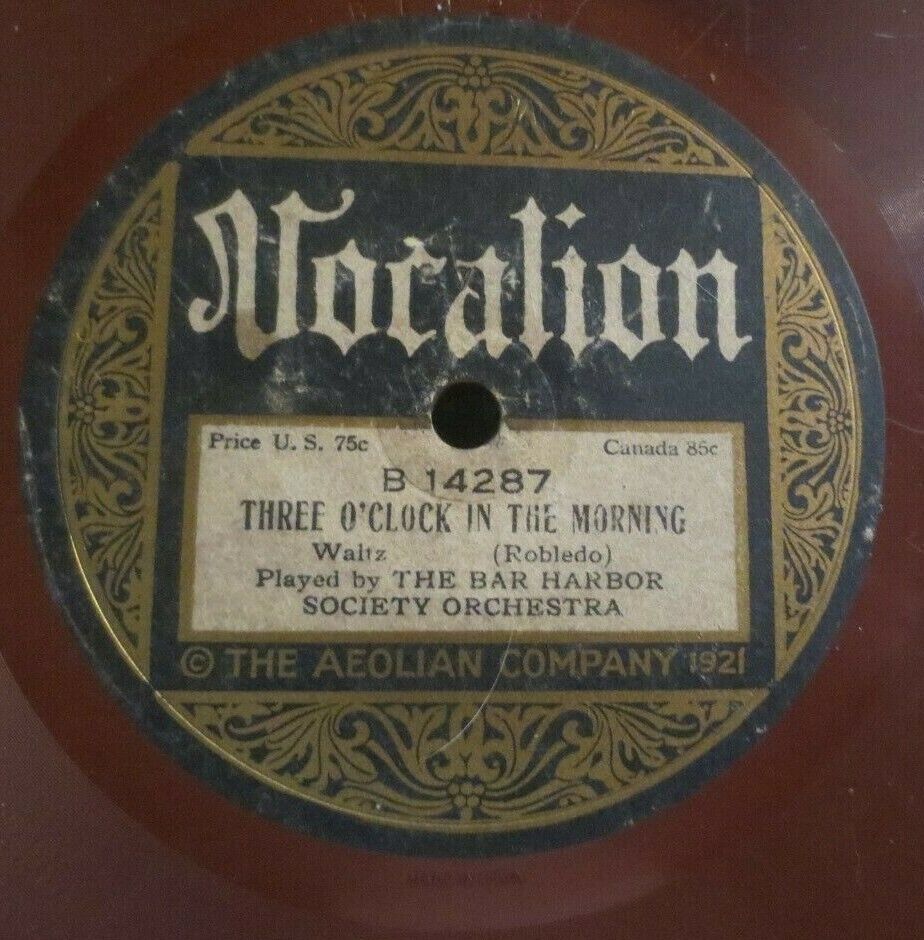 Vocalion
Price U. S. 75c Canada 85c
B 14287
THREE O'CLOCK IN THE MORNING
Waltz (Robledo)
Played by THE BAR HARBOR
SOCIETY ORCHESTRA
© THE AEOLIAN COMPANY 1921